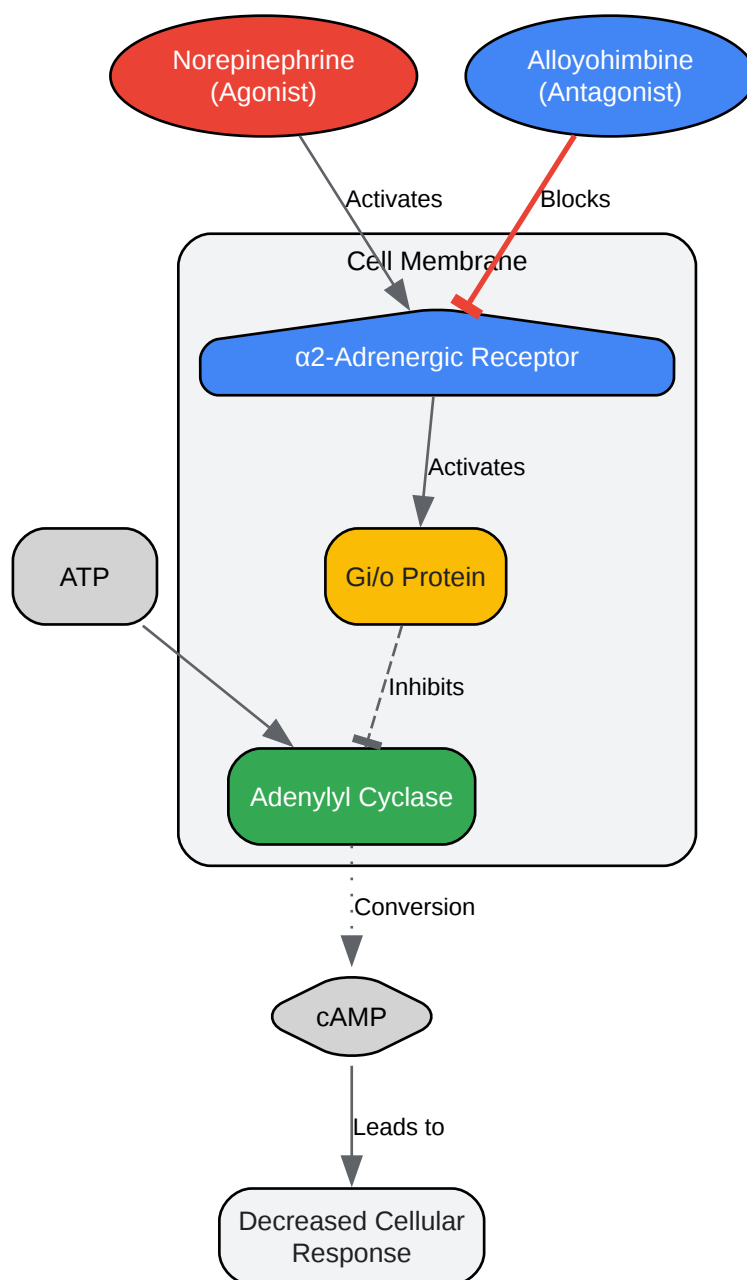 Norepinephrine
(Agonist)
Alloyohimbine
(Antagonist)
Activates
Blocks
Cell Membrane
α2-Adrenergic Receptor
Activates
ATP
Gi/o Protein
Inhibits
Adenylyl Cyclase
Conversion
cAMP
Leads to
Decreased Cellular
Response